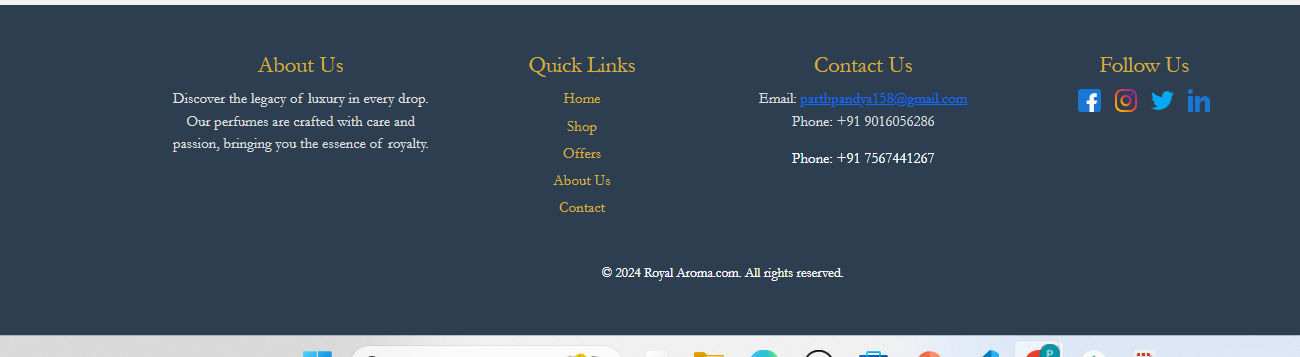 About Us
Discover the legacy of luxury in every drop.
Our perfumes are crafted with care and
passion, bringing you the essence of royalty.
Quick Links
Home
Shop
Offers
About Us
Contact
Contact Us
Email: parthpandya158@gmail.com
Phone: +91 9016056286
Phone: +91 7567441267
Follow Us
© 2024 Royal Aroma.com. All rights reserved.
P